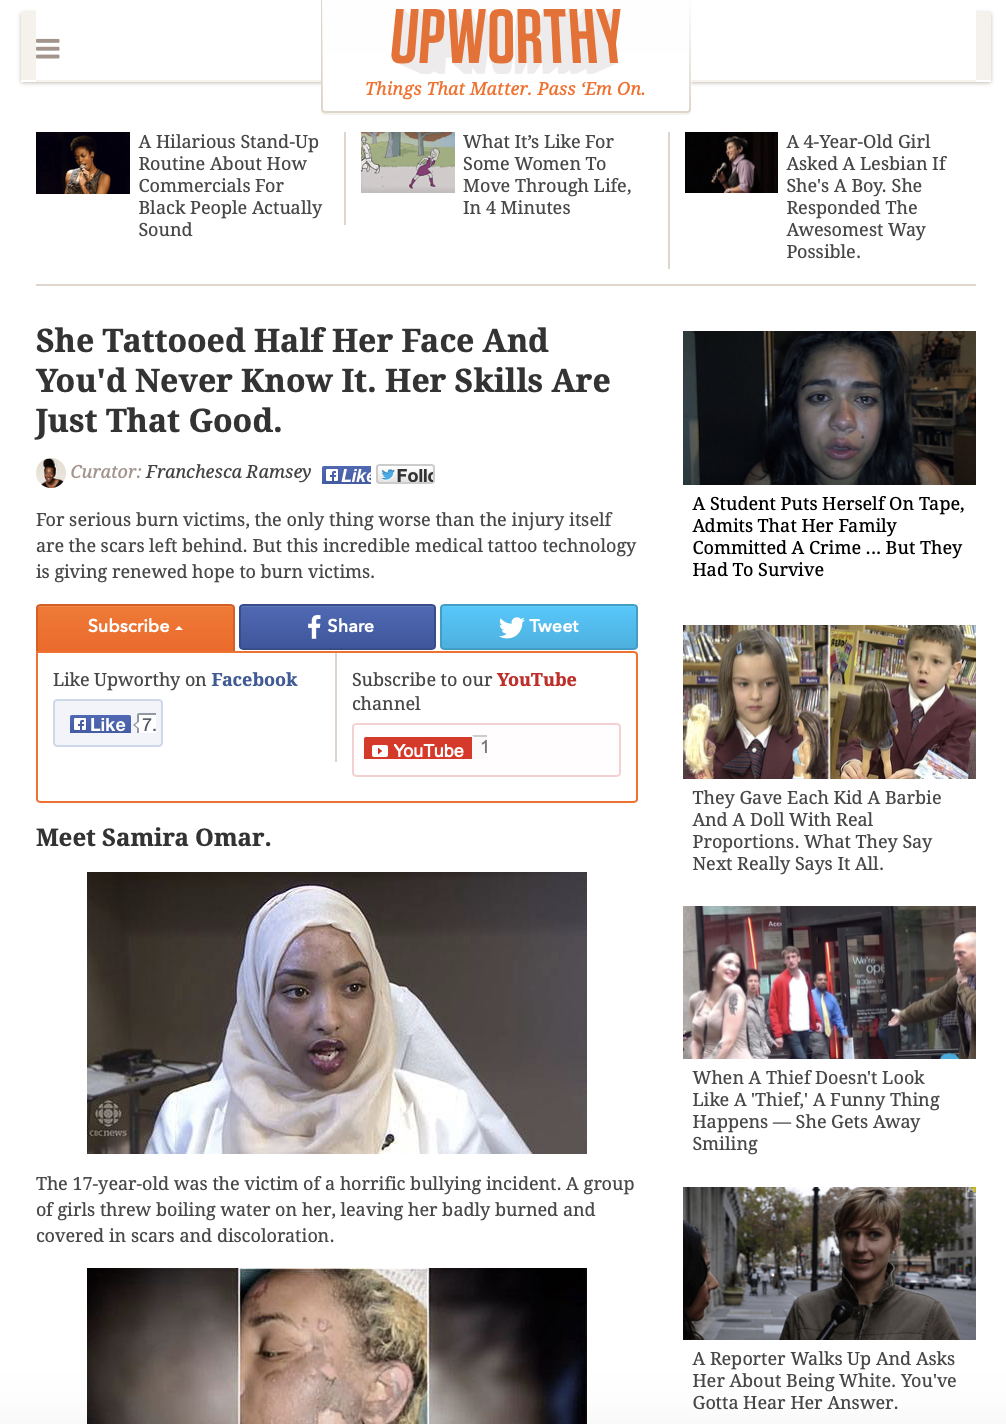 UPWORTHY
Things That Matter. Pass ‘Em On.
A Hilarious Stand-Up
Routine About How
Commercials For
Black People Actually
Sound
What It’s Like For
Some Women To
Move Through Life,
In 4 Minutes
A 4-Year-Old Girl
Asked A Lesbian If
She's A Boy. She
Responded The
Awesomest Way
Possible.
She Tattooed Half Her Face And
You'd Never Know It. Her Skills Are
Just That Good.
Curator: Franchesca Ramsey
Like
Follo
For serious burn victims, the only thing worse than the injury itself
are the scars left behind. But this incredible medical tattoo technology
is giving renewed hope to burn victims.
Subscribe
Share
Tweet
Like Upworthy on Facebook
Like 7.
Subscribe to our YouTube
channel
YouTube 1
Meet Samira Omar.
CBC NEWS
The 17-year-old was the victim of a horrific bullying incident. A group
of girls threw boiling water on her, leaving her badly burned and
covered in scars and discoloration.
A Student Puts Herself On Tape,
Admits That Her Family
Committed A Crime ... But They
Had To Survive
They Gave Each Kid A Barbie
And A Doll With Real
Proportions. What They Say
Next Really Says It All.
We're
ope
When A Thief Doesn't Look
Like A 'Thief,' A Funny Thing
Happens — She Gets Away
Smiling
A Reporter Walks Up And Asks
Her About Being White. You've
Gotta Hear Her Answer.